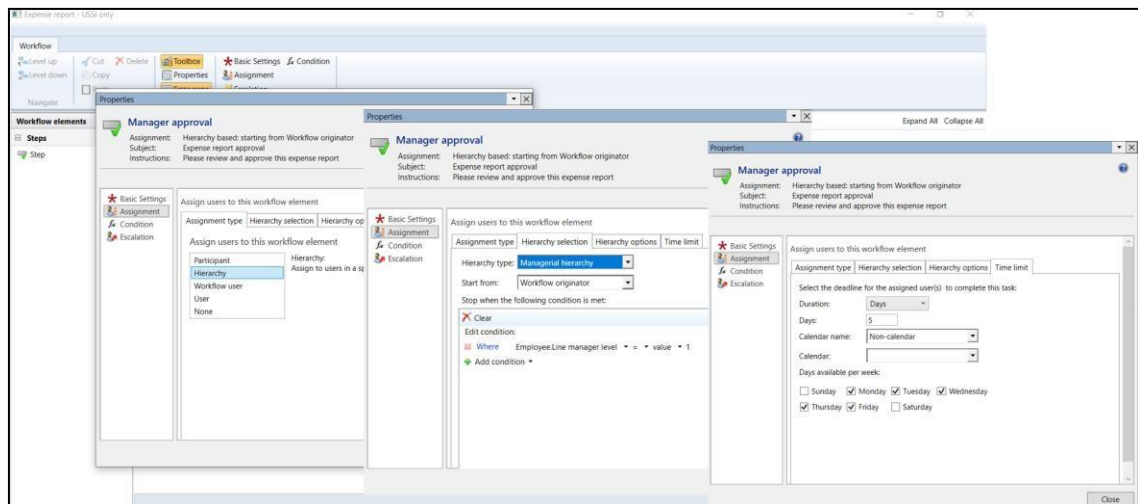 Expense report - USSI only
Workflow
Level up
Level down
Navigate
Cut
Copy
Delete
Toolbox
Properties
Basic Settings
Condition
Assignment
Workflow elements
Steps
Step
Expand All Collapse All
Properties
Manager approval
Assignment: Hierarchy based: starting from Workflow originator
Subject: Expense report approval
Instructions: Please review and approve this expense report
Basic Settings
Assignment
Condition
Escalation
Assign users to this workflow element
Assignment type Hierarchy selection Hierarchy op
Assign users to this workflow element
Participant
Hierarchy
Workflow user
User
None
Hierarchy:
Assign to users in a sp
Properties
Manager approval
Assignment: Hierarchy based: starting from Workflow originator
Subject: Expense report approval
Instructions: Please review and approve this expense report
Basic Settings
Assignment
Condition
Escalation
Assign users to this workflow element
Assignment type Hierarchy selection Hierarchy options Time limit
Hierarchy type: Managerial hierarchy
Start from: Workflow originator
Stop when the following condition is met:
Clear
Edit condition:
Where Employee.Line manager level = value 1
Add condition
Properties
Manager approval
Assignment: Hierarchy based: starting from Workflow originator
Subject: Expense report approval
Instructions: Please review and approve this expense report
Basic Settings
Assignment
Condition
Escalation
Assign users to this workflow element
Assignment type Hierarchy selection Hierarchy options Time limit
Select the deadline for the assigned user(s) to complete this task:
Duration: Days
Days: 5
Calendar name: Non-calendar
Calendar:
Days available per week:
Sunday Monday Tuesday Wednesday
Thursday Friday Saturday
Close